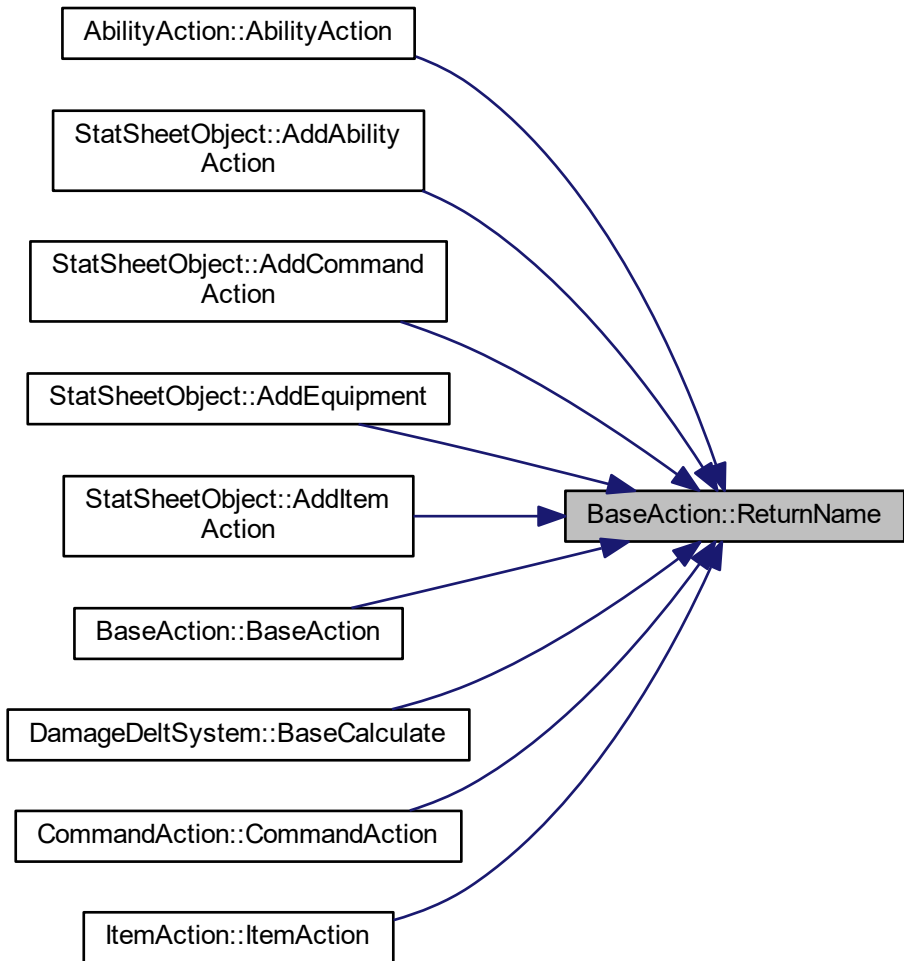 AbilityAction::AbilityAction
StatSheetObject::AddAbility
Action
StatSheetObject::AddCommand
Action
StatSheetObject::AddEquipment
StatSheetObject::AddItem
Action
BaseAction::ReturnName
BaseAction::BaseAction
DamageDeltSystem::BaseCalculate
CommandAction::CommandAction
ItemAction::ItemAction